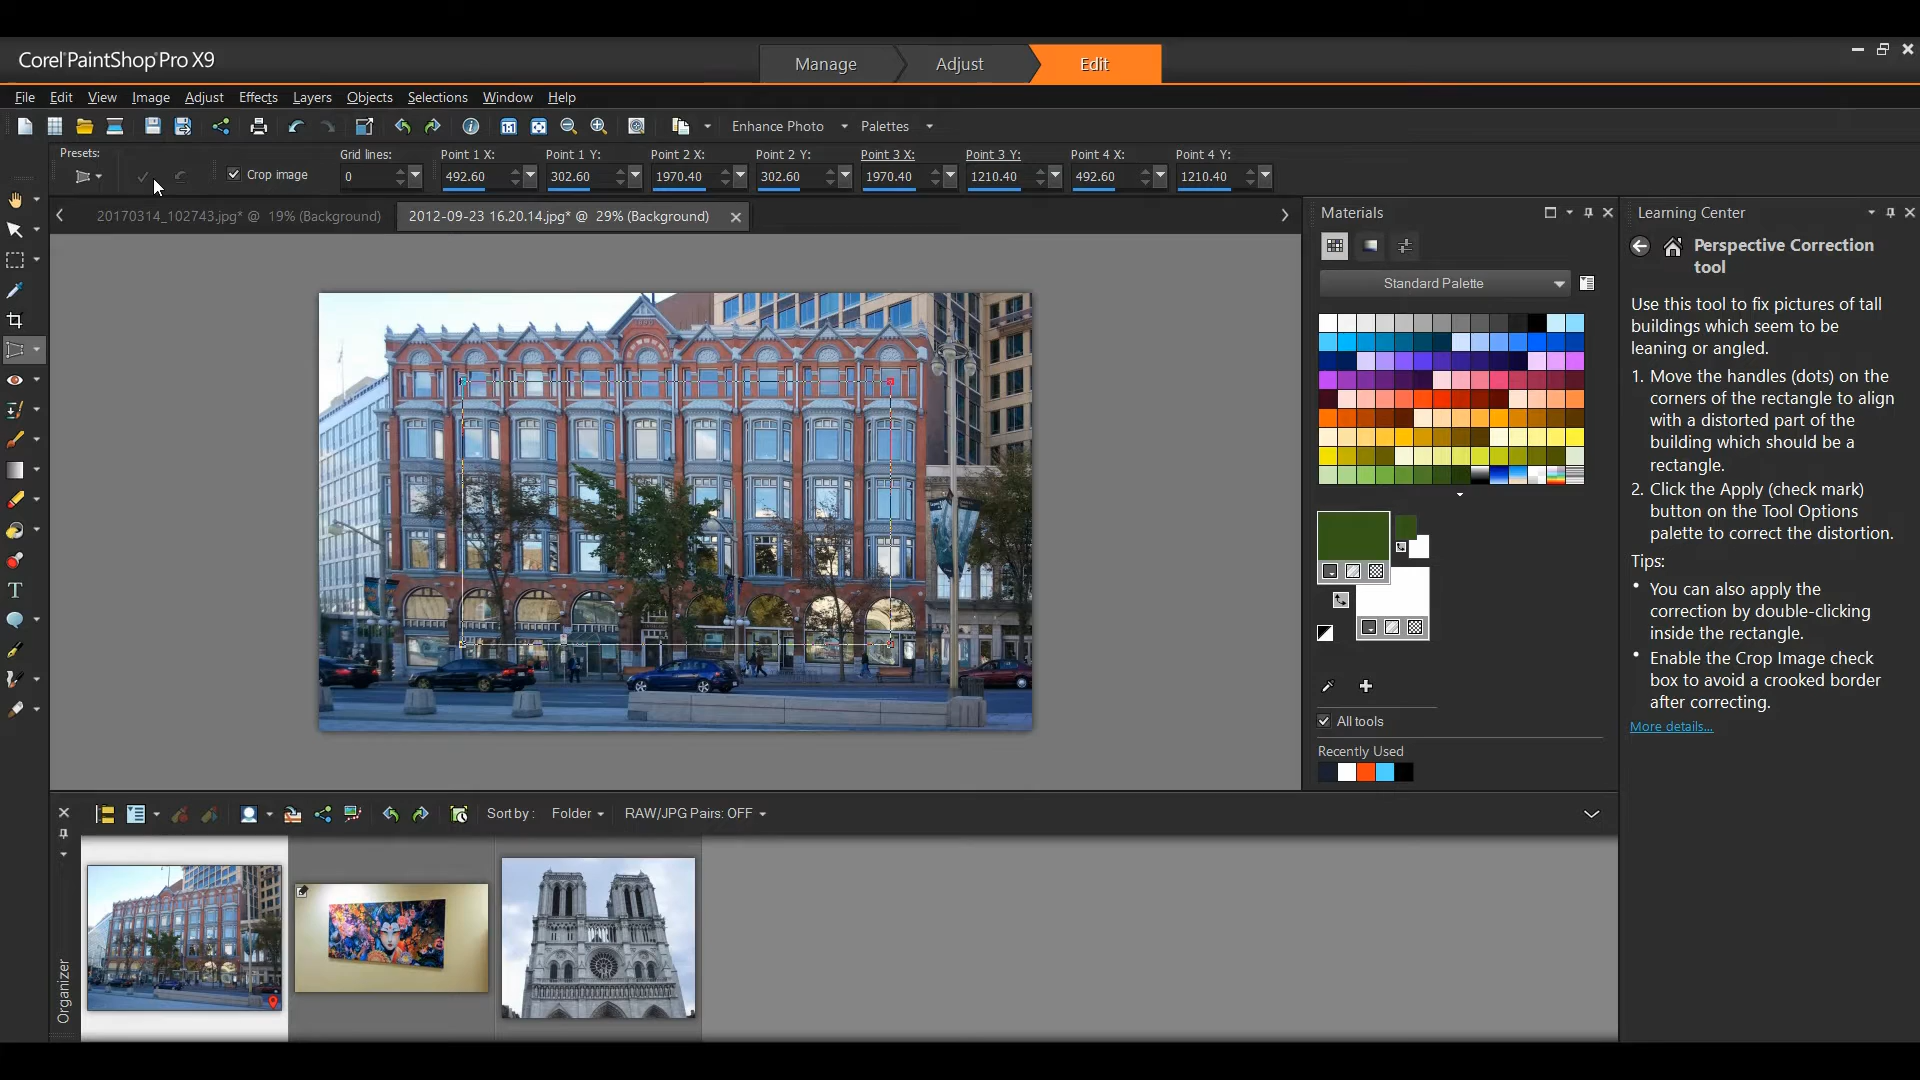 Corel PaintShop Pro X9
Manage
Adjust
Edit
File Edit View Image Adjust Effects Layers Objects Selections Window Help
Enhance Photo
Palettes
Presets:
Crop image
Grid lines:
0
Point 1 X:
492.60
Point 1 Y:
302.60
Point 2 X:
1970.40
Point 2 Y:
302.60
Point 3 X:
1970.40
Point 3 Y:
1210.40
Point 4 X:
492.60
Point 4 Y:
1210.40
20170314_102743.jpg* @ 19% (Background)
2012-09-23 16.20.14.jpg* @ 29% (Background)
Materials
Standard Palette
All tools
Recently Used
Learning Center
Perspective Correction
tool
Use this tool to fix pictures of tall
buildings which seem to be
leaning or angled.
1. Move the handles (dots) on the
corners of the rectangle to align
with a distorted part of the
building which should be a
rectangle.
2. Click the Apply (check mark)
button on the Tool Options
palette to correct the distortion.
Tips:
• You can also apply the
correction by double-clicking
inside the rectangle.
• Enable the Crop Image check
box to avoid a crooked border
after correcting.
More details...
Sort by: Folder
RAW/JPG Pairs: OFF
Organizer